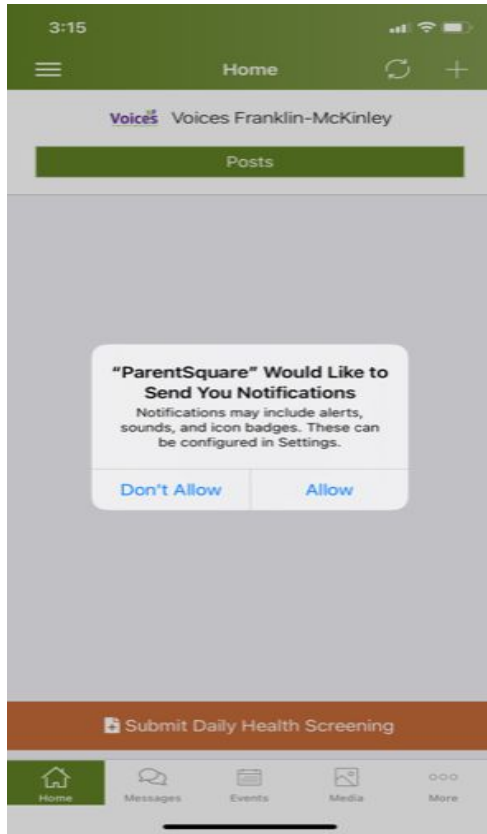 3:15
Home
Voices Voices Franklin-McKinley
Posts
"ParentSquare" Would Like to
Send You Notifications
Notifications may include alerts,
sounds, and icon badges. These can
be configured in Settings.
Don't Allow Allow
Submit Daily Health Screening
Home Messages Events Media More